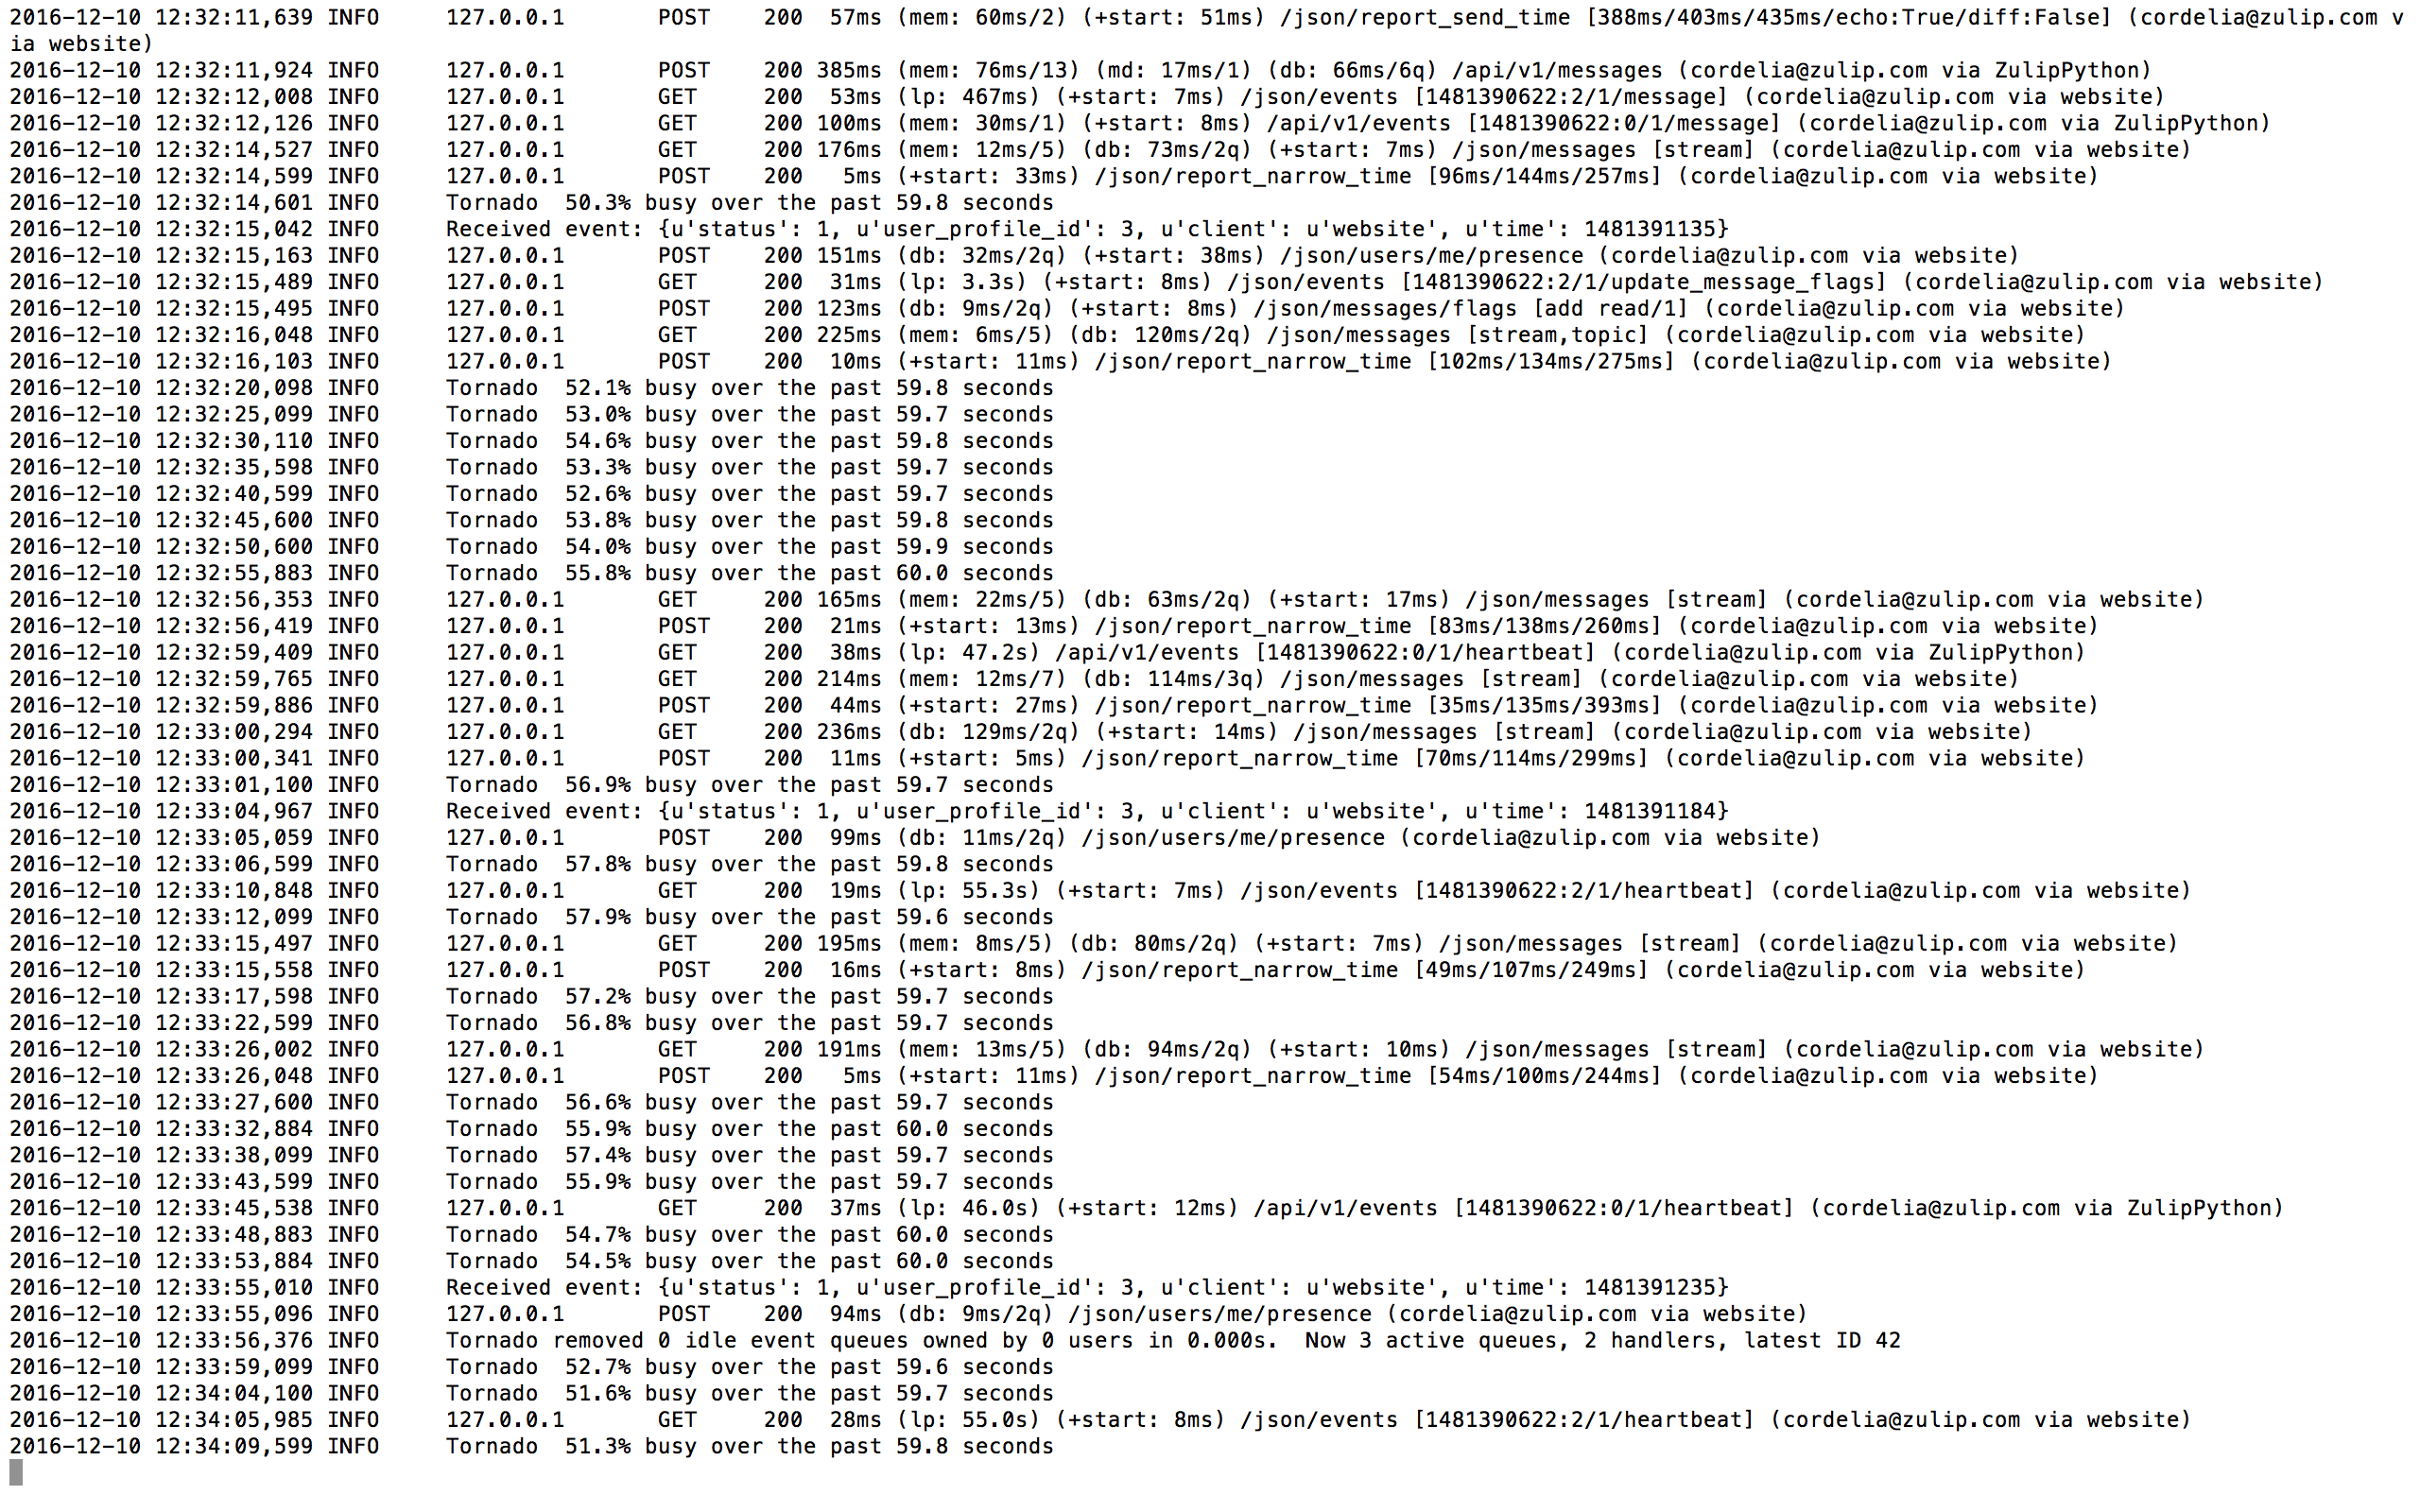 2016-12-10 12:32:11,639 INFO     127.0.0.1       POST    200  57ms (mem: 60ms/2) (+start: 51ms) /json/report_send_time [388ms/403ms/435ms/echo:True/diff:False] (cordelia@zulip.com v
ia website)
2016-12-10 12:32:11,924 INFO     127.0.0.1       POST    200 385ms (mem: 76ms/13) (md: 17ms/1) (db: 66ms/6q) /api/v1/messages (cordelia@zulip.com via ZulipPython)
2016-12-10 12:32:12,008 INFO     127.0.0.1       GET     200  53ms (lp: 467ms) (+start: 7ms) /json/events [1481390622:2/1/message] (cordelia@zulip.com via website)
2016-12-10 12:32:12,126 INFO     127.0.0.1       GET     200 100ms (mem: 30ms/1) (+start: 8ms) /api/v1/events [1481390622:0/1/message] (cordelia@zulip.com via ZulipPython)
2016-12-10 12:32:14,527 INFO     127.0.0.1       GET     200 176ms (mem: 12ms/5) (db: 73ms/2q) (+start: 7ms) /json/messages [stream] (cordelia@zulip.com via website)
2016-12-10 12:32:14,599 INFO     127.0.0.1       POST    200   5ms (+start: 33ms) /json/report_narrow_time [96ms/144ms/257ms] (cordelia@zulip.com via website)
2016-12-10 12:32:14,601 INFO     Tornado  50.3% busy over the past 59.8 seconds
2016-12-10 12:32:15,042 INFO     Received event: {u'status': 1, u'user_profile_id': 3, u'client': u'website', u'time': 1481391135}
2016-12-10 12:32:15,163 INFO     127.0.0.1       POST    200 151ms (db: 32ms/2q) (+start: 38ms) /json/users/me/presence (cordelia@zulip.com via website)
2016-12-10 12:32:15,489 INFO     127.0.0.1       GET     200  31ms (lp: 3.3s) (+start: 8ms) /json/events [1481390622:2/1/update_message_flags] (cordelia@zulip.com via website)
2016-12-10 12:32:15,495 INFO     127.0.0.1       POST    200 123ms (db: 9ms/2q) (+start: 8ms) /json/messages/flags [add read/1] (cordelia@zulip.com via website)
2016-12-10 12:32:16,048 INFO     127.0.0.1       GET     200 225ms (mem: 6ms/5) (db: 120ms/2q) /json/messages [stream,topic] (cordelia@zulip.com via website)
2016-12-10 12:32:16,103 INFO     127.0.0.1       POST    200  10ms (+start: 11ms) /json/report_narrow_time [102ms/134ms/275ms] (cordelia@zulip.com via website)
2016-12-10 12:32:20,098 INFO     Tornado  52.1% busy over the past 59.8 seconds
2016-12-10 12:32:25,099 INFO     Tornado  53.0% busy over the past 59.7 seconds
2016-12-10 12:32:30,110 INFO     Tornado  54.6% busy over the past 59.8 seconds
2016-12-10 12:32:35,598 INFO     Tornado  53.3% busy over the past 59.7 seconds
2016-12-10 12:32:40,599 INFO     Tornado  52.6% busy over the past 59.7 seconds
2016-12-10 12:32:45,600 INFO     Tornado  53.8% busy over the past 59.8 seconds
2016-12-10 12:32:50,600 INFO     Tornado  54.0% busy over the past 59.9 seconds
2016-12-10 12:32:55,883 INFO     Tornado  55.8% busy over the past 60.0 seconds
2016-12-10 12:32:56,353 INFO     127.0.0.1       GET     200 165ms (mem: 22ms/5) (db: 63ms/2q) (+start: 17ms) /json/messages [stream] (cordelia@zulip.com via website)
2016-12-10 12:32:56,419 INFO     127.0.0.1       POST    200  21ms (+start: 13ms) /json/report_narrow_time [83ms/138ms/260ms] (cordelia@zulip.com via website)
2016-12-10 12:32:59,409 INFO     127.0.0.1       GET     200  38ms (lp: 47.2s) /api/v1/events [1481390622:0/1/heartbeat] (cordelia@zulip.com via ZulipPython)
2016-12-10 12:32:59,765 INFO     127.0.0.1       GET     200 214ms (mem: 12ms/7) (db: 114ms/3q) /json/messages [stream] (cordelia@zulip.com via website)
2016-12-10 12:32:59,886 INFO     127.0.0.1       POST    200  44ms (+start: 27ms) /json/report_narrow_time [35ms/135ms/393ms] (cordelia@zulip.com via website)
2016-12-10 12:33:00,294 INFO     127.0.0.1       GET     200 236ms (db: 129ms/2q) (+start: 14ms) /json/messages [stream] (cordelia@zulip.com via website)
2016-12-10 12:33:00,341 INFO     127.0.0.1       POST    200  11ms (+start: 5ms) /json/report_narrow_time [70ms/114ms/299ms] (cordelia@zulip.com via website)
2016-12-10 12:33:01,100 INFO     Tornado  56.9% busy over the past 59.7 seconds
2016-12-10 12:33:04,967 INFO     Received event: {u'status': 1, u'user_profile_id': 3, u'client': u'website', u'time': 1481391184}
2016-12-10 12:33:05,059 INFO     127.0.0.1       POST    200  99ms (db: 11ms/2q) /json/users/me/presence (cordelia@zulip.com via website)
2016-12-10 12:33:06,599 INFO     Tornado  57.8% busy over the past 59.8 seconds
2016-12-10 12:33:10,848 INFO     127.0.0.1       GET     200  19ms (lp: 55.3s) (+start: 7ms) /json/events [1481390622:2/1/heartbeat] (cordelia@zulip.com via website)
2016-12-10 12:33:12,099 INFO     Tornado  57.9% busy over the past 59.6 seconds
2016-12-10 12:33:15,497 INFO     127.0.0.1       GET     200 195ms (mem: 8ms/5) (db: 80ms/2q) (+start: 7ms) /json/messages [stream] (cordelia@zulip.com via website)
2016-12-10 12:33:15,558 INFO     127.0.0.1       POST    200  16ms (+start: 8ms) /json/report_narrow_time [49ms/107ms/249ms] (cordelia@zulip.com via website)
2016-12-10 12:33:17,598 INFO     Tornado  57.2% busy over the past 59.7 seconds
2016-12-10 12:33:22,599 INFO     Tornado  56.8% busy over the past 59.7 seconds
2016-12-10 12:33:26,002 INFO     127.0.0.1       GET     200 191ms (mem: 13ms/5) (db: 94ms/2q) (+start: 10ms) /json/messages [stream] (cordelia@zulip.com via website)
2016-12-10 12:33:26,048 INFO     127.0.0.1       POST    200   5ms (+start: 11ms) /json/report_narrow_time [54ms/100ms/244ms] (cordelia@zulip.com via website)
2016-12-10 12:33:27,600 INFO     Tornado  56.6% busy over the past 59.7 seconds
2016-12-10 12:33:32,884 INFO     Tornado  55.9% busy over the past 60.0 seconds
2016-12-10 12:33:38,099 INFO     Tornado  57.4% busy over the past 59.7 seconds
2016-12-10 12:33:43,599 INFO     Tornado  55.9% busy over the past 59.7 seconds
2016-12-10 12:33:45,538 INFO     127.0.0.1       GET     200  37ms (lp: 46.0s) (+start: 12ms) /api/v1/events [1481390622:0/1/heartbeat] (cordelia@zulip.com via ZulipPython)
2016-12-10 12:33:48,883 INFO     Tornado  54.7% busy over the past 60.0 seconds
2016-12-10 12:33:53,884 INFO     Tornado  54.5% busy over the past 60.0 seconds
2016-12-10 12:33:55,010 INFO     Received event: {u'status': 1, u'user_profile_id': 3, u'client': u'website', u'time': 1481391235}
2016-12-10 12:33:55,096 INFO     127.0.0.1       POST    200  94ms (db: 9ms/2q) /json/users/me/presence (cordelia@zulip.com via website)
2016-12-10 12:33:56,376 INFO     Tornado removed 0 idle event queues owned by 0 users in 0.000s.  Now 3 active queues, 2 handlers, latest ID 42
2016-12-10 12:33:59,099 INFO     Tornado  52.7% busy over the past 59.6 seconds
2016-12-10 12:34:04,100 INFO     Tornado  51.6% busy over the past 59.7 seconds
2016-12-10 12:34:05,985 INFO     127.0.0.1       GET     200  28ms (lp: 55.0s) (+start: 8ms) /json/events [1481390622:2/1/heartbeat] (cordelia@zulip.com via website)
2016-12-10 12:34:09,599 INFO     Tornado  51.3% busy over the past 59.8 seconds